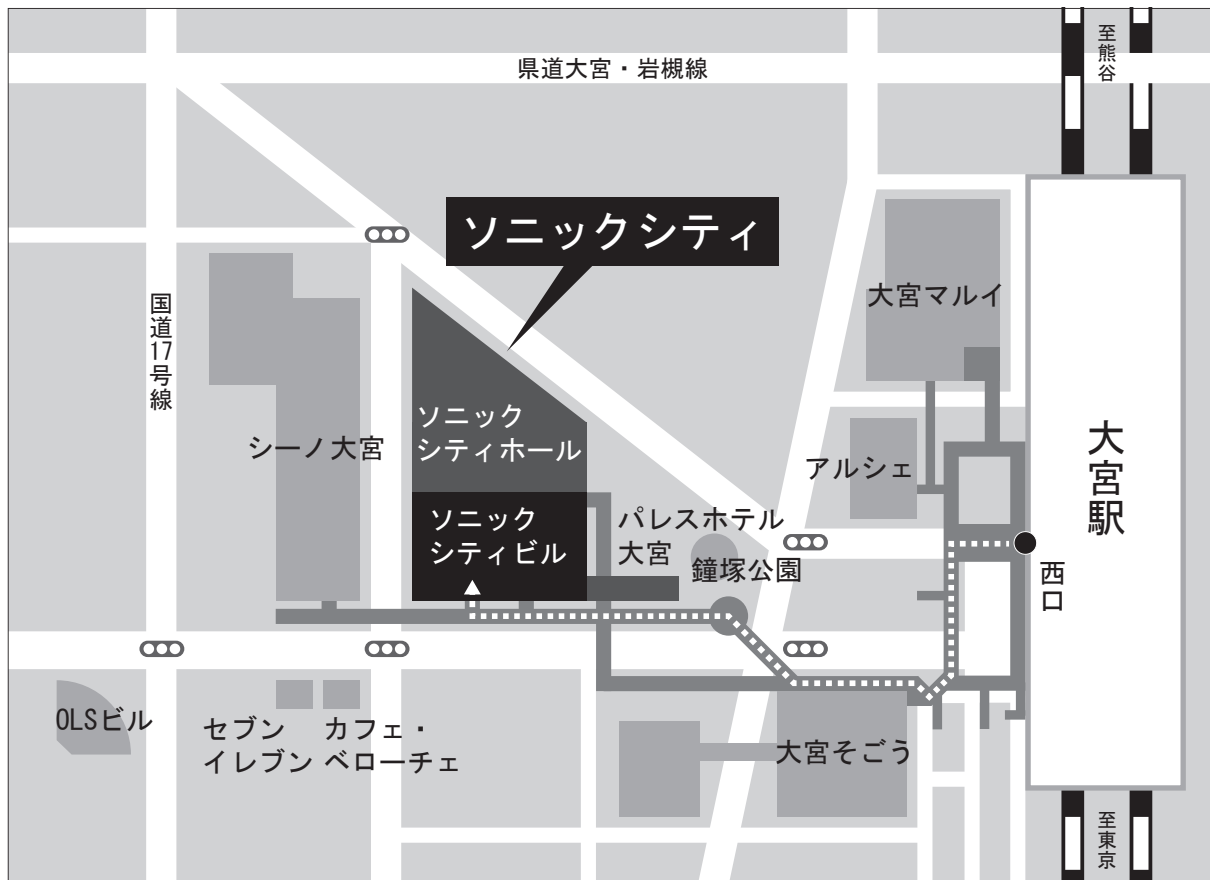 県道大宮・岩槻線
至熊谷
ソニックシティ
大宮マルイ
国道17号線
ソニック
シティホール
シーノ大宮
アルシェ
大宮駅
ソニック
シティビル
パレスホテル
大宮
鐘塚公園
西口
OLSビル
セブン
イレブン
カフェ・
ベローチェ
大宮そごう
至東京